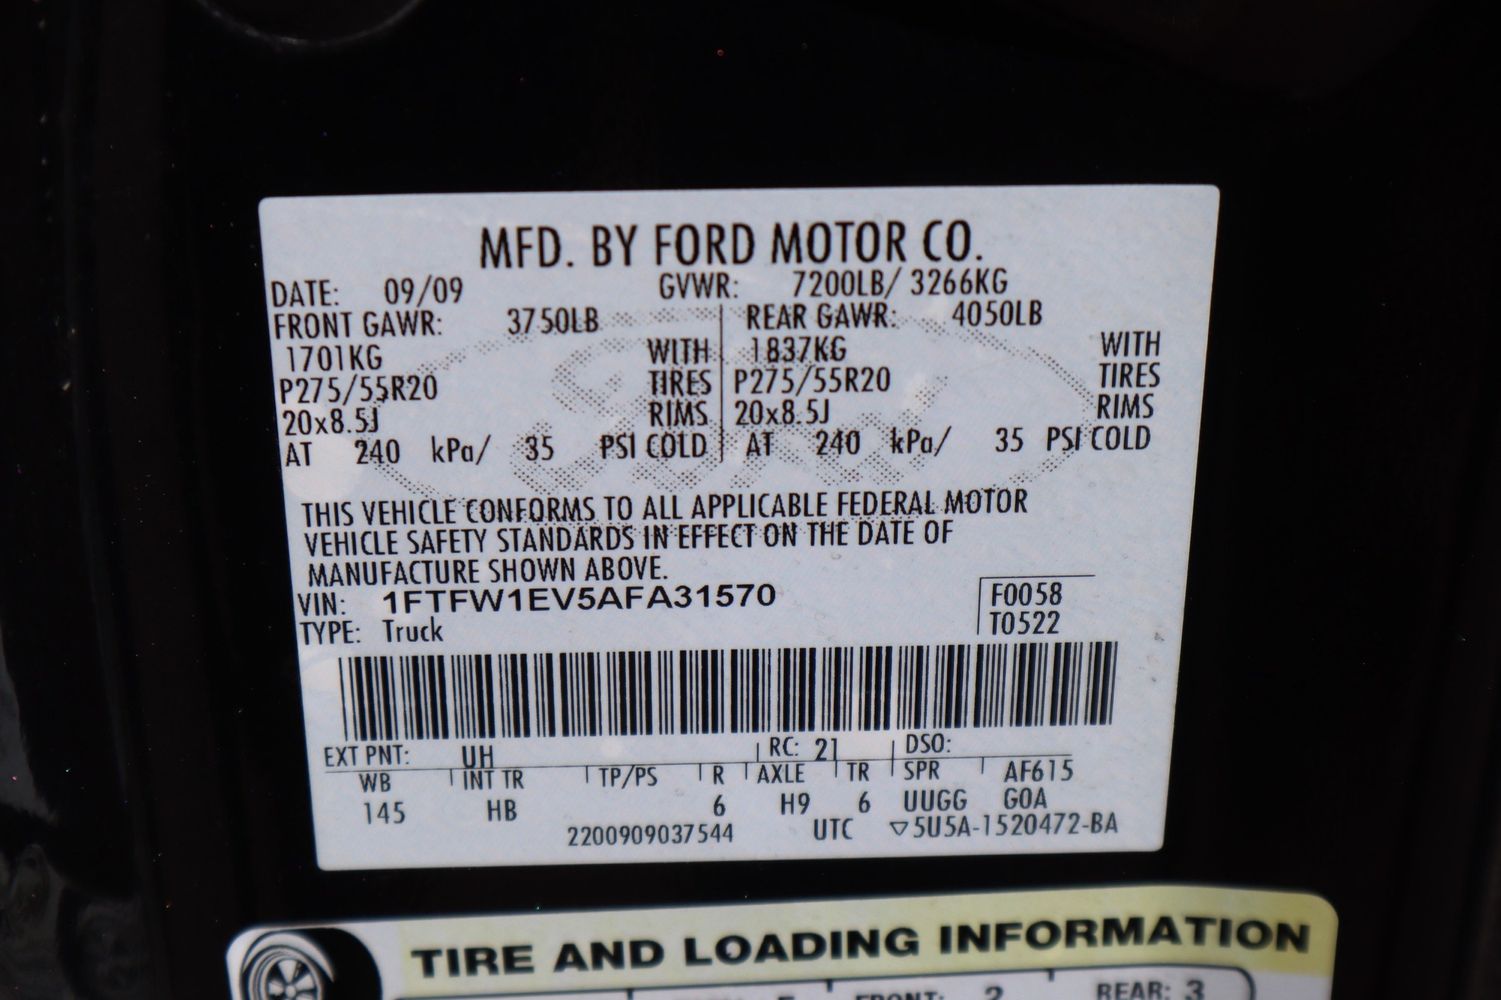 MFD. BY FORD MOTOR CO.
DATE: 09/09 GVWR: 7200LB/ 3266KG
FRONT GAWR: 3750LB REAR GAWR: 4050LB
1701KG WITH 1837KG WITH
P275/55R20 TIRES P275/55R20 TIRES
20x8.5J RIMS 20x8.5J RIMS
AT 240 kPa/ 35 PSI COLD AT 240 kPa/ 35 PSI COLD
THIS VEHICLE CONFORMS TO ALL APPLICABLE FEDERAL MOTOR
VEHICLE SAFETY STANDARDS IN EFFECT ON THE DATE OF
MANUFACTURE SHOWN ABOVE.
VIN: 1FTFW1EV5AFA31570 F0058
TYPE: Truck T0522
EXT PNT: UH RC: 21 DSO:
WB INT TR TP/PS R AXLE TR SPR AF615
145 HB 6 H9 6 UUGG G0A
2200909037544 UTC ▽5U5A-1520472-BA
TIRE AND LOADING INFORMATION
FRONT: 2 REAR: 3